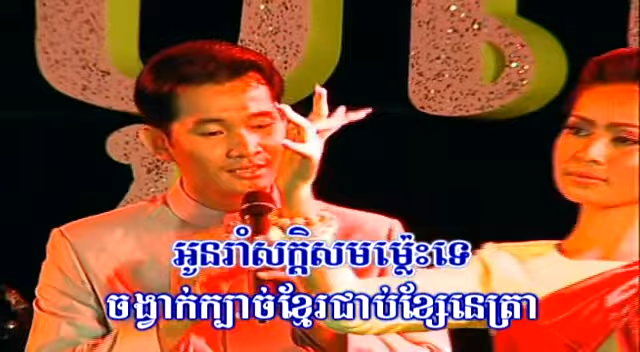 អូនរាំសក្ដិសមម្ល៉េះទេ
ចង្វាក់ក្បាច់ខ្មែរជាប់ខ្សែនេត្រា